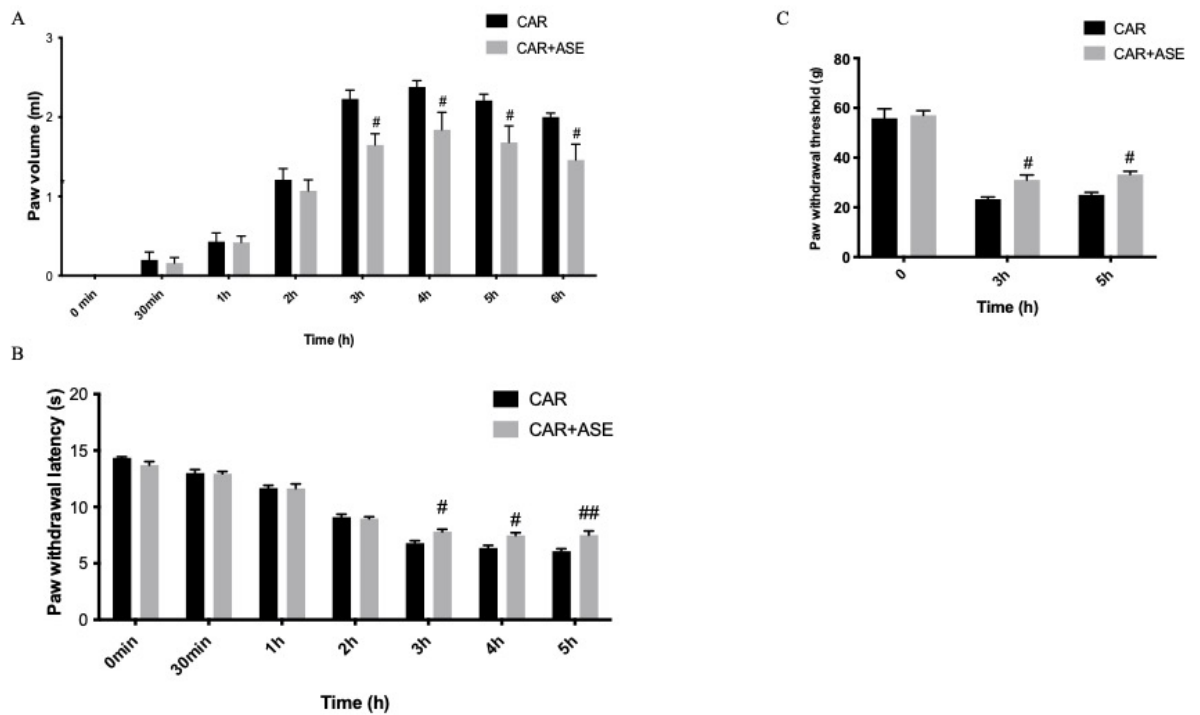 A
CAR
CAR+ASE
Paw volume (ml)
3
2
1
0
#
#
#
#
0 min
30min
1h
2h
3h
4h
5h
6h
Time (h)
C
CAR
CAR+ASE
Paw withdrawal threshold (g)
80
60
40
20
0
#
#
0
3h
5h
Time (h)
B
CAR
CAR+ASE
Paw withdrawal latency (s)
20
15
10
5
0
#
#
##
0min
30min
1h
2h
3h
4h
5h
Time (h)